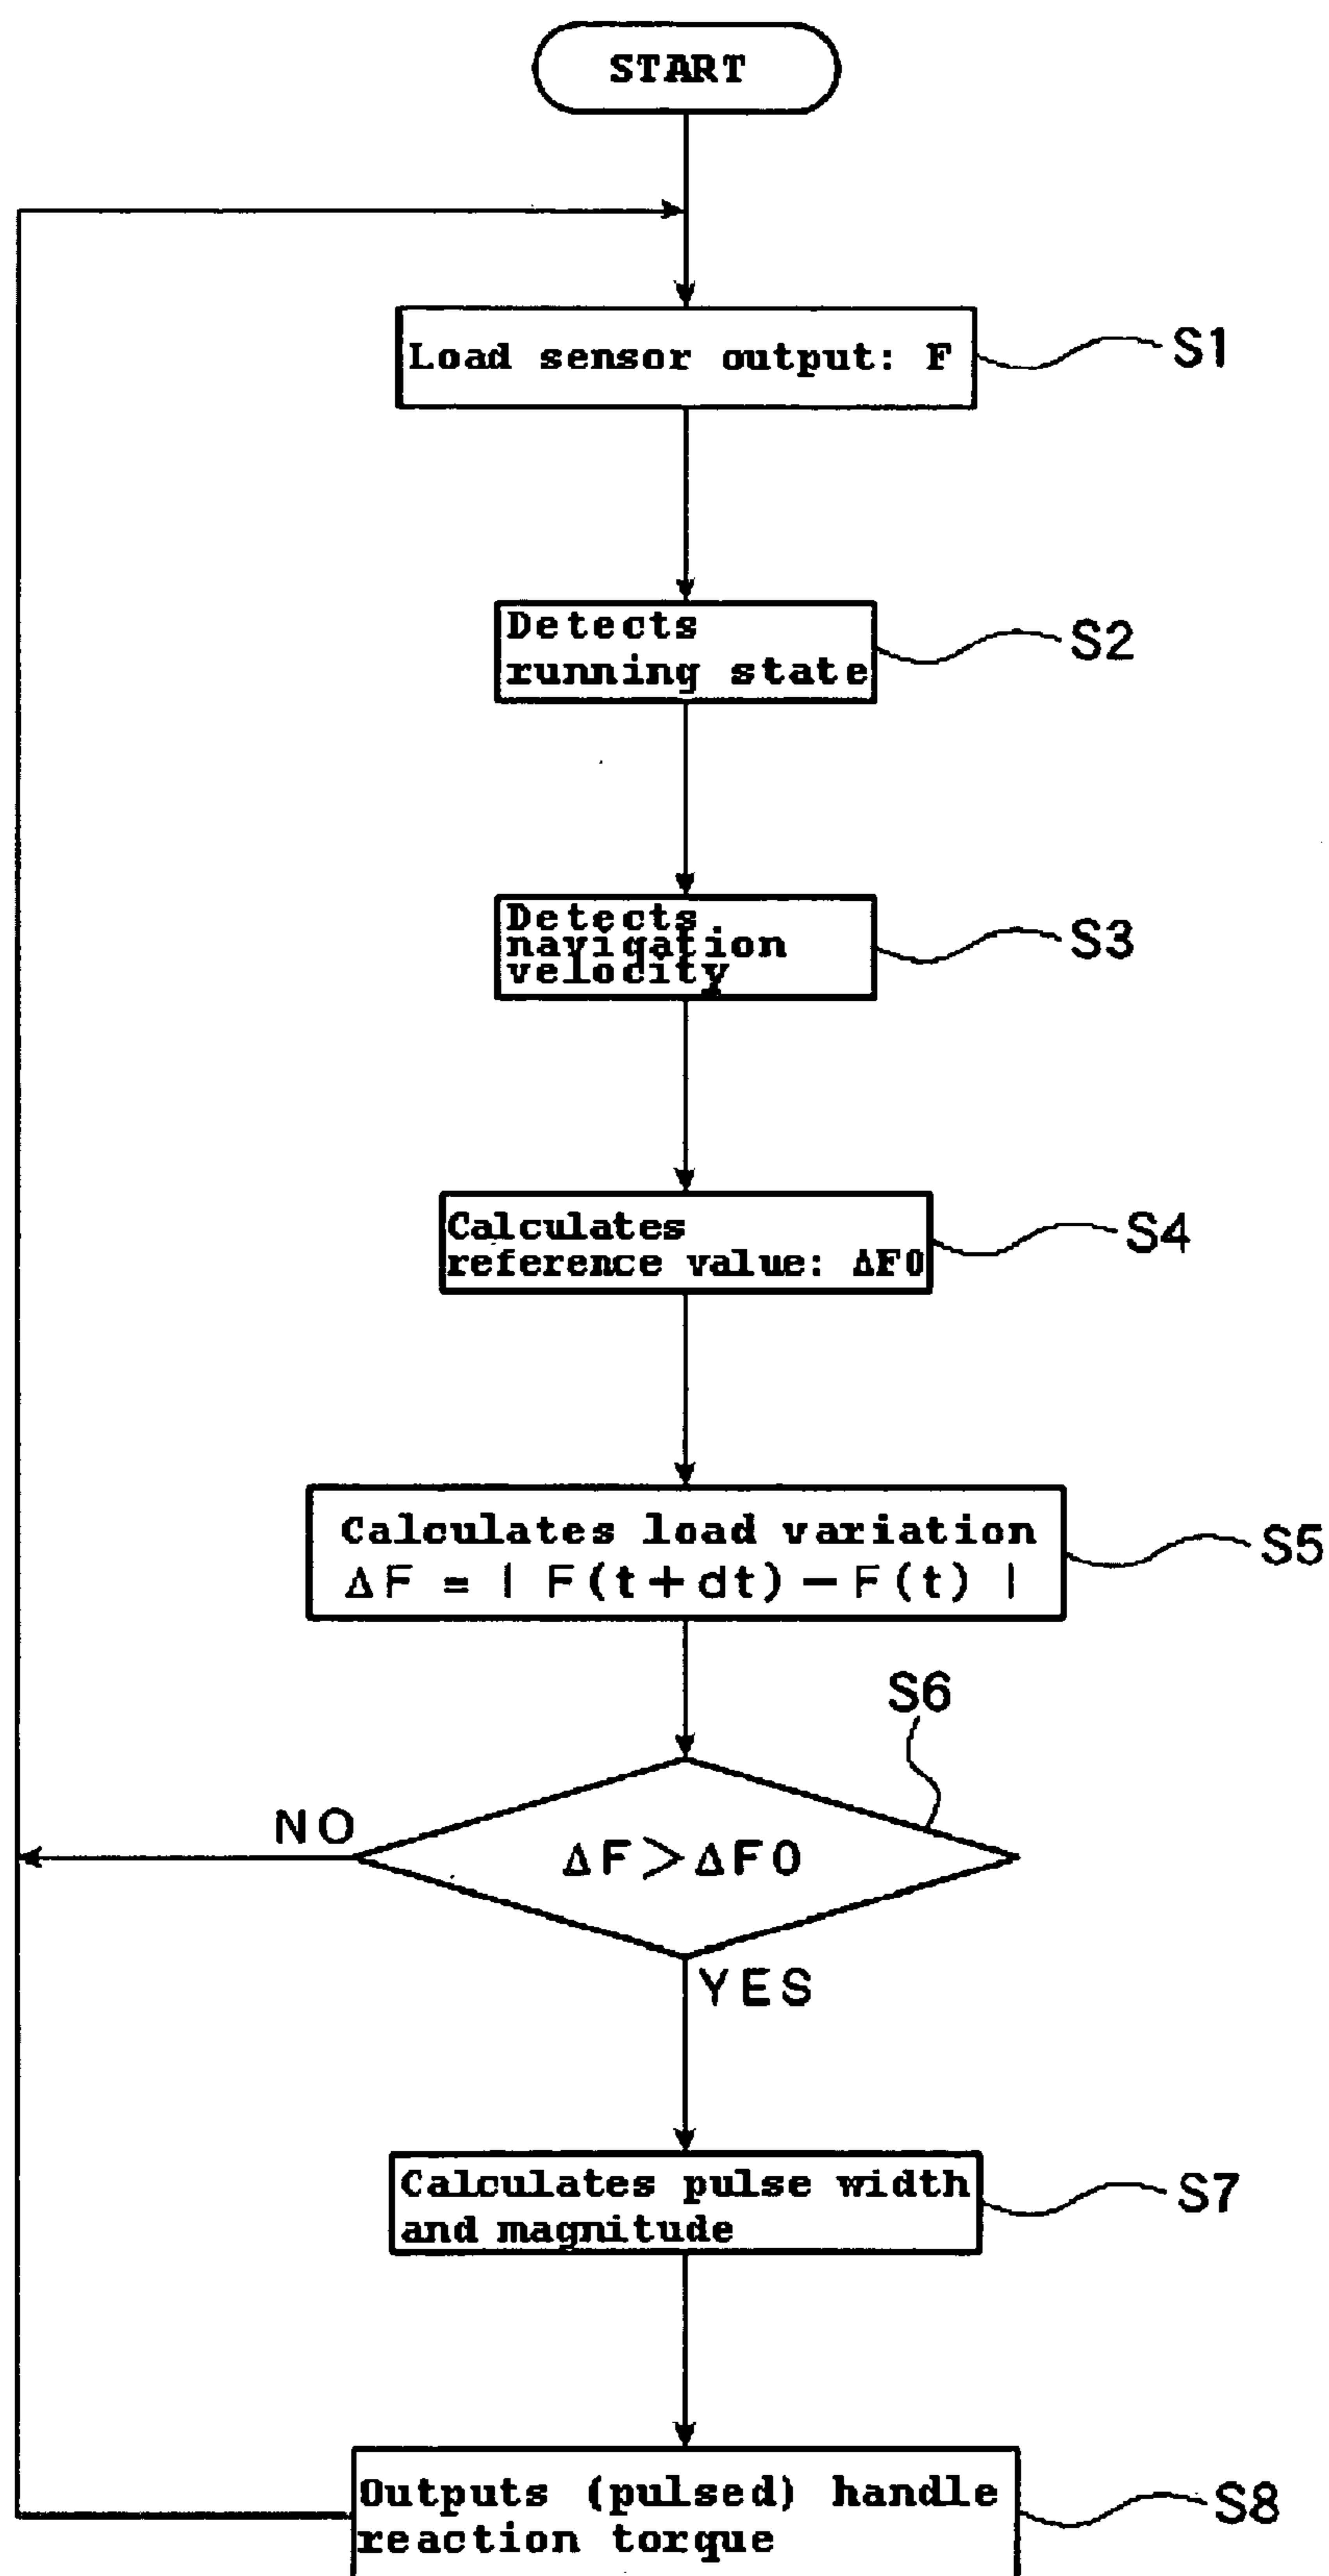 START
Load sensor output: F
S1
Detects
running state
S2
Detects
navigation
velocity
S3
Calculates
reference value: ΔF0
S4
Calculates load variation
ΔF = | F(t+dt) − F(t) |
S5
S6
NO
ΔF > ΔF0
YES
Calculates pulse width
and magnitude
S7
Outputs (pulsed) handle
reaction torque
S8